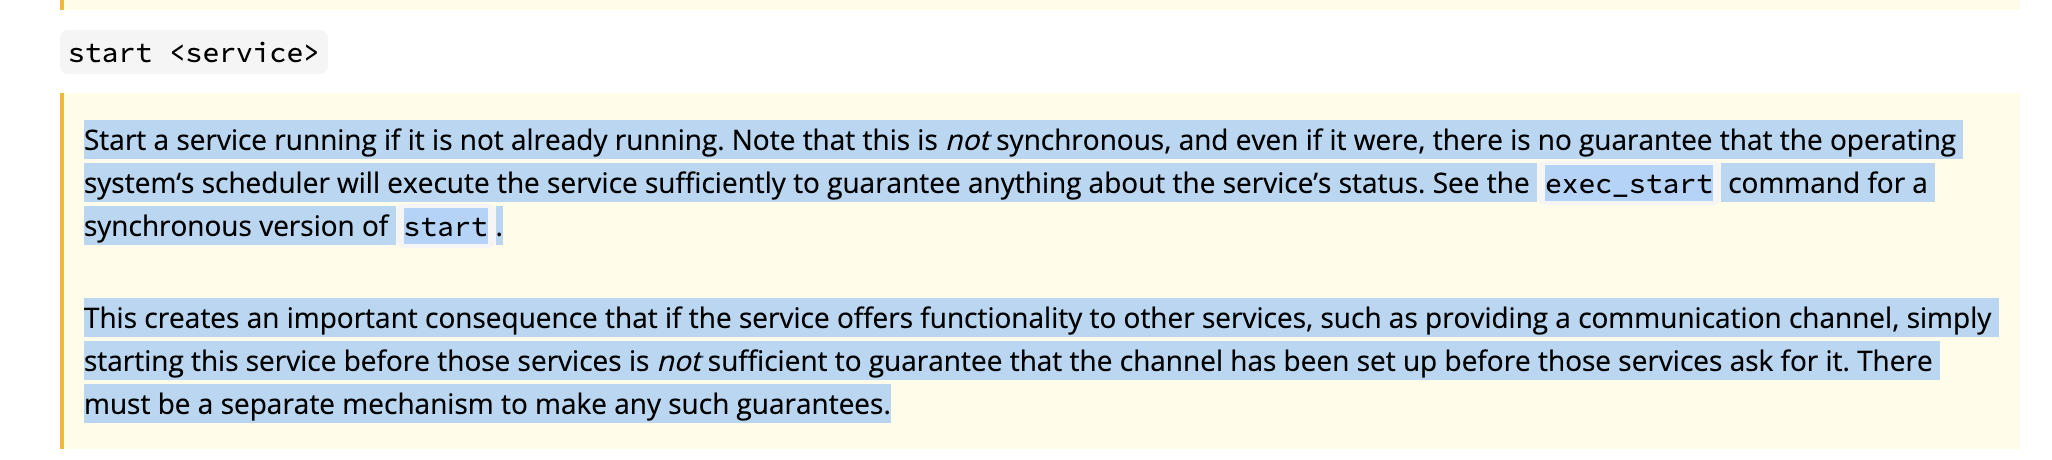 start <service>
Start a service running if it is not already running. Note that this is not synchronous, and even if it were, there is no guarantee that the operating
system‘s scheduler will execute the service sufficiently to guarantee anything about the service’s status. See the exec_start command for a
synchronous version of start .
This creates an important consequence that if the service offers functionality to other services, such as providing a communication channel, simply
starting this service before those services is not sufficient to guarantee that the channel has been set up before those services ask for it. There
must be a separate mechanism to make any such guarantees.